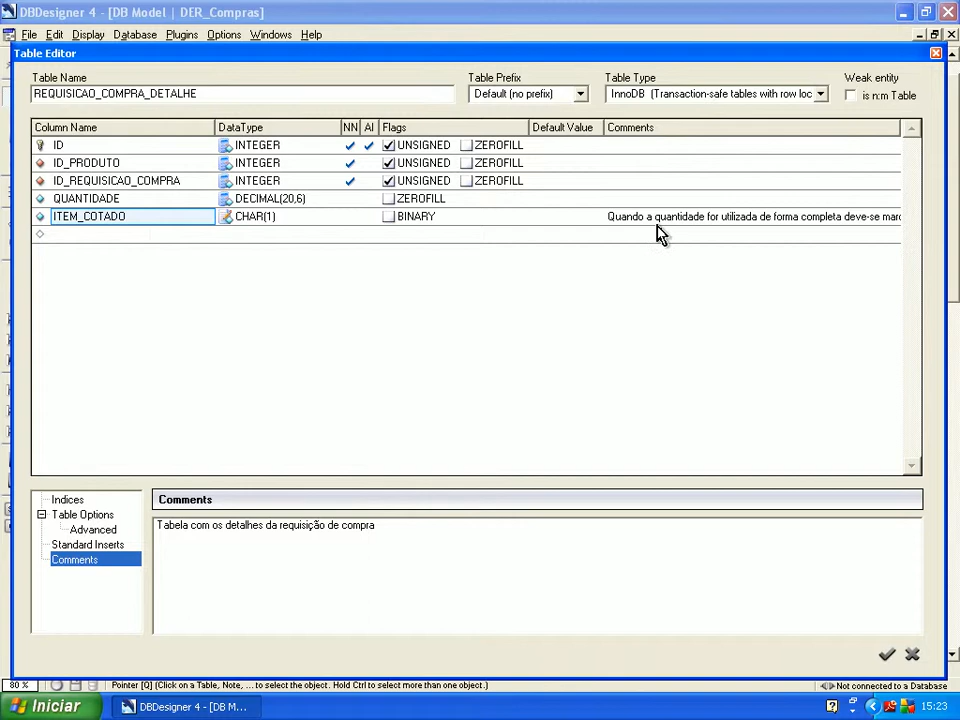 DBDesigner 4 - [DB Model | DER_Compras]
File Edit Display Database Plugins Options Windows Help
Table Editor
Table Name Table Prefix Table Type Weak entity
REQUISICAO_COMPRA_DETALHE Default (no prefix) InnoDB (Transaction-safe tables with row loc is n:m Table
Column Name DataType NN AI Flags Default Value Comments
ID INTEGER UNSIGNED ZEROFILL
ID_PRODUTO INTEGER UNSIGNED ZEROFILL
ID_REQUISICAO_COMPRA INTEGER UNSIGNED ZEROFILL
QUANTIDADE DECIMAL(20,6) ZEROFILL
ITEM_COTADO CHAR(1) BINARY Quando a quantidade for utilizada de forma completa deve-se marc
Indices
Table Options
Advanced
Standard Inserts
Comments
Comments
Tabela com os detalhes da requisição de compra
80 % Pointer [Q] (Click on a Table, Note, ... to select the object. Hold Ctrl to select more than one object.) Not connected to a Database
Iniciar DBDesigner 4 - [DB M... 15:23